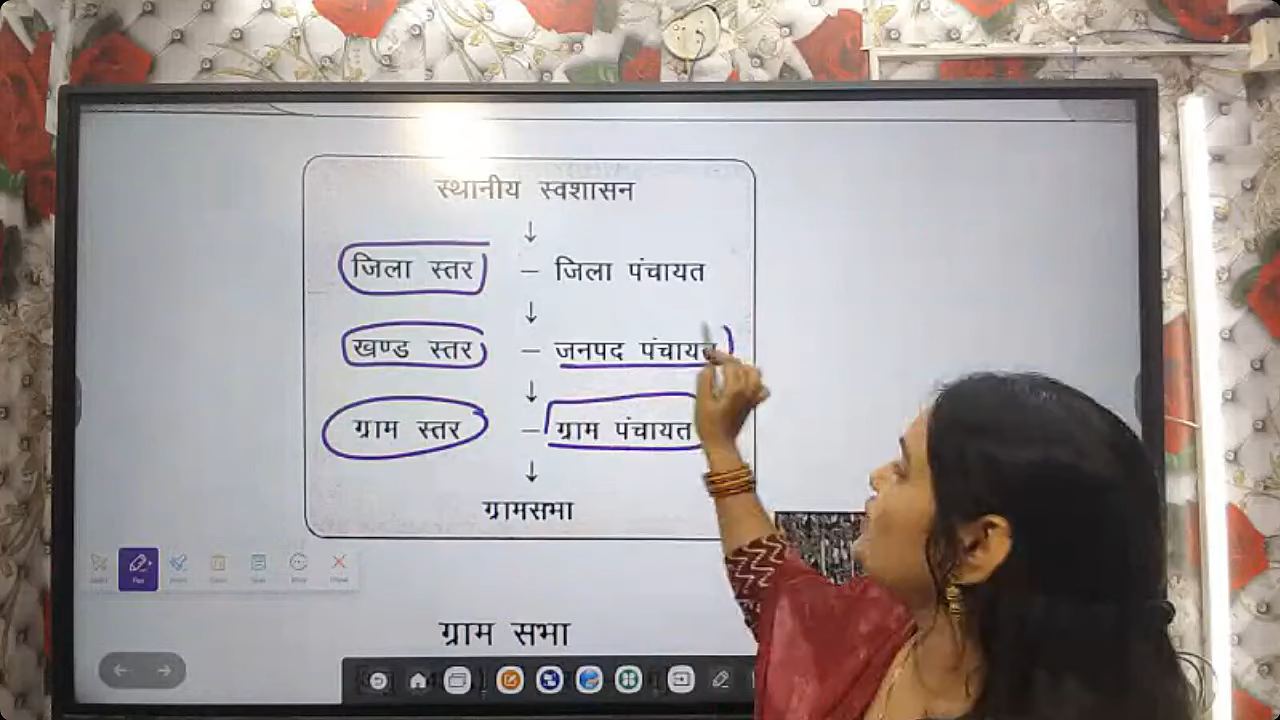 स्थानीय स्वशासन
↓
जिला स्तर – जिला पंचायत
↓
खण्ड स्तर – जनपद पंचायत
↓
ग्राम स्तर – ग्राम पंचायत
↓
ग्रामसभा
ग्राम सभा